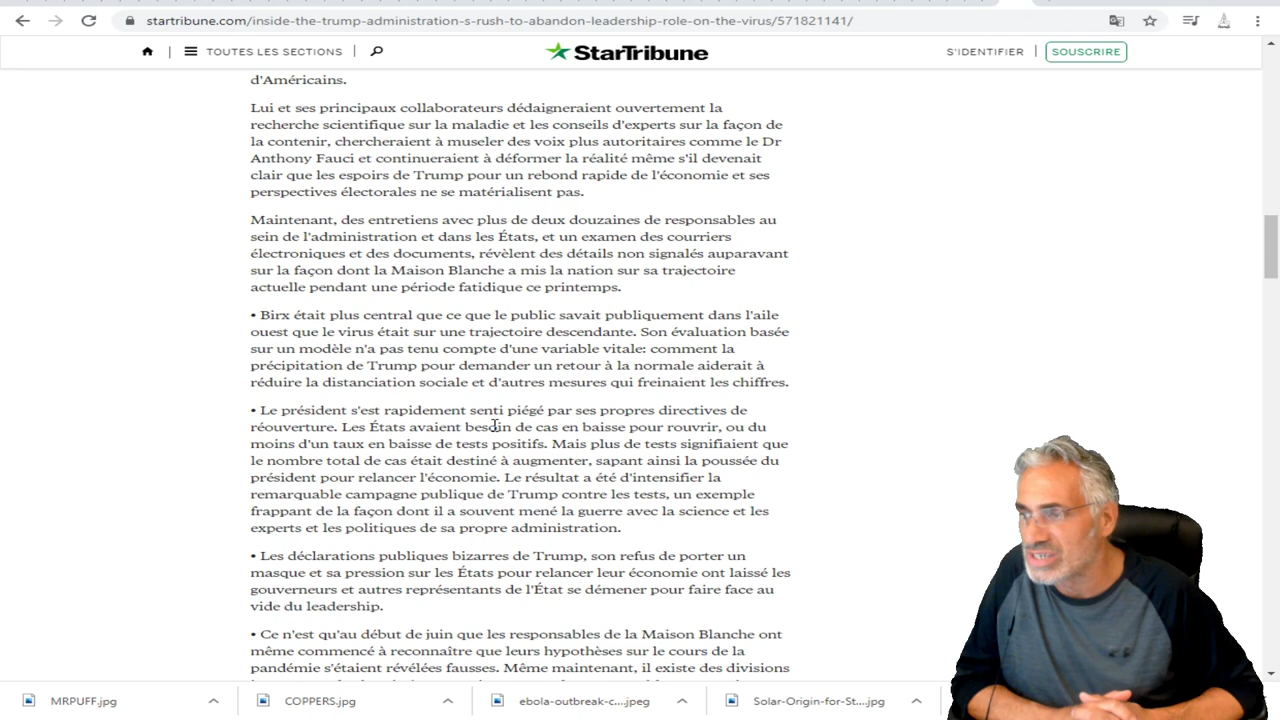 startribune.com/inside-the-trump-administration-s-rush-to-abandon-leadership-role-on-the-virus/571821141/
TOUTES LES SECTIONS
StarTribune
S'IDENTIFIER
SOUSCRIRE
d'Américains.
Lui et ses principaux collaborateurs dédaigneraient ouvertement la
recherche scientifique sur la maladie et les conseils d'experts sur la façon de
la contenir, chercheraient à museler des voix plus autoritaires comme le Dr
Anthony Fauci et continueraient à déformer la réalité même s'il devenait
clair que les espoirs de Trump pour un rebond rapide de l'économie et ses
perspectives électorales ne se matérialisent pas.
Maintenant, des entretiens avec plus de deux douzaines de responsables au
sein de l'administration et dans les États, et un examen des courriers
électroniques et des documents, révèlent des détails non signalés auparavant
sur la façon dont la Maison Blanche a mis la nation sur sa trajectoire
actuelle pendant une période fatidique ce printemps.
• Birx était plus central que ce que le public savait publiquement dans l'aile
ouest que le virus était sur une trajectoire descendante. Son évaluation basée
sur un modèle n'a pas tenu compte d'une variable vitale: comment la
précipitation de Trump pour demander un retour à la normale aiderait à
réduire la distanciation sociale et d'autres mesures qui freinaient les chiffres.
• Le président s'est rapidement senti piégé par ses propres directives de
réouverture. Les États avaient besoin de cas en baisse pour rouvrir, ou du
moins d'un taux en baisse de tests positifs. Mais plus de tests signifiaient que
le nombre total de cas était destiné à augmenter, sapant ainsi la poussée du
président pour relancer l'économie. Le résultat a été d'intensifier la
remarquable campagne publique de Trump contre les tests, un exemple
frappant de la façon dont il a souvent mené la guerre avec la science et les
experts et les politiques de sa propre administration.
• Les déclarations publiques bizarres de Trump, son refus de porter un
masque et sa pression sur les États pour relancer leur économie ont laissé les
gouverneurs et autres représentants de l'État se démener pour faire face au
vide du leadership.
• Ce n'est qu'au début de juin que les responsables de la Maison Blanche ont
même commencé à reconnaître que leurs hypothèses sur le cours de la
pandémie s'étaient révélées fausses. Même maintenant, il existe des divisions
MRPUFF.jpg
COPPERS.jpg
ebola-outbreak-c....jpeg
Solar-Origin-for-St....jpg